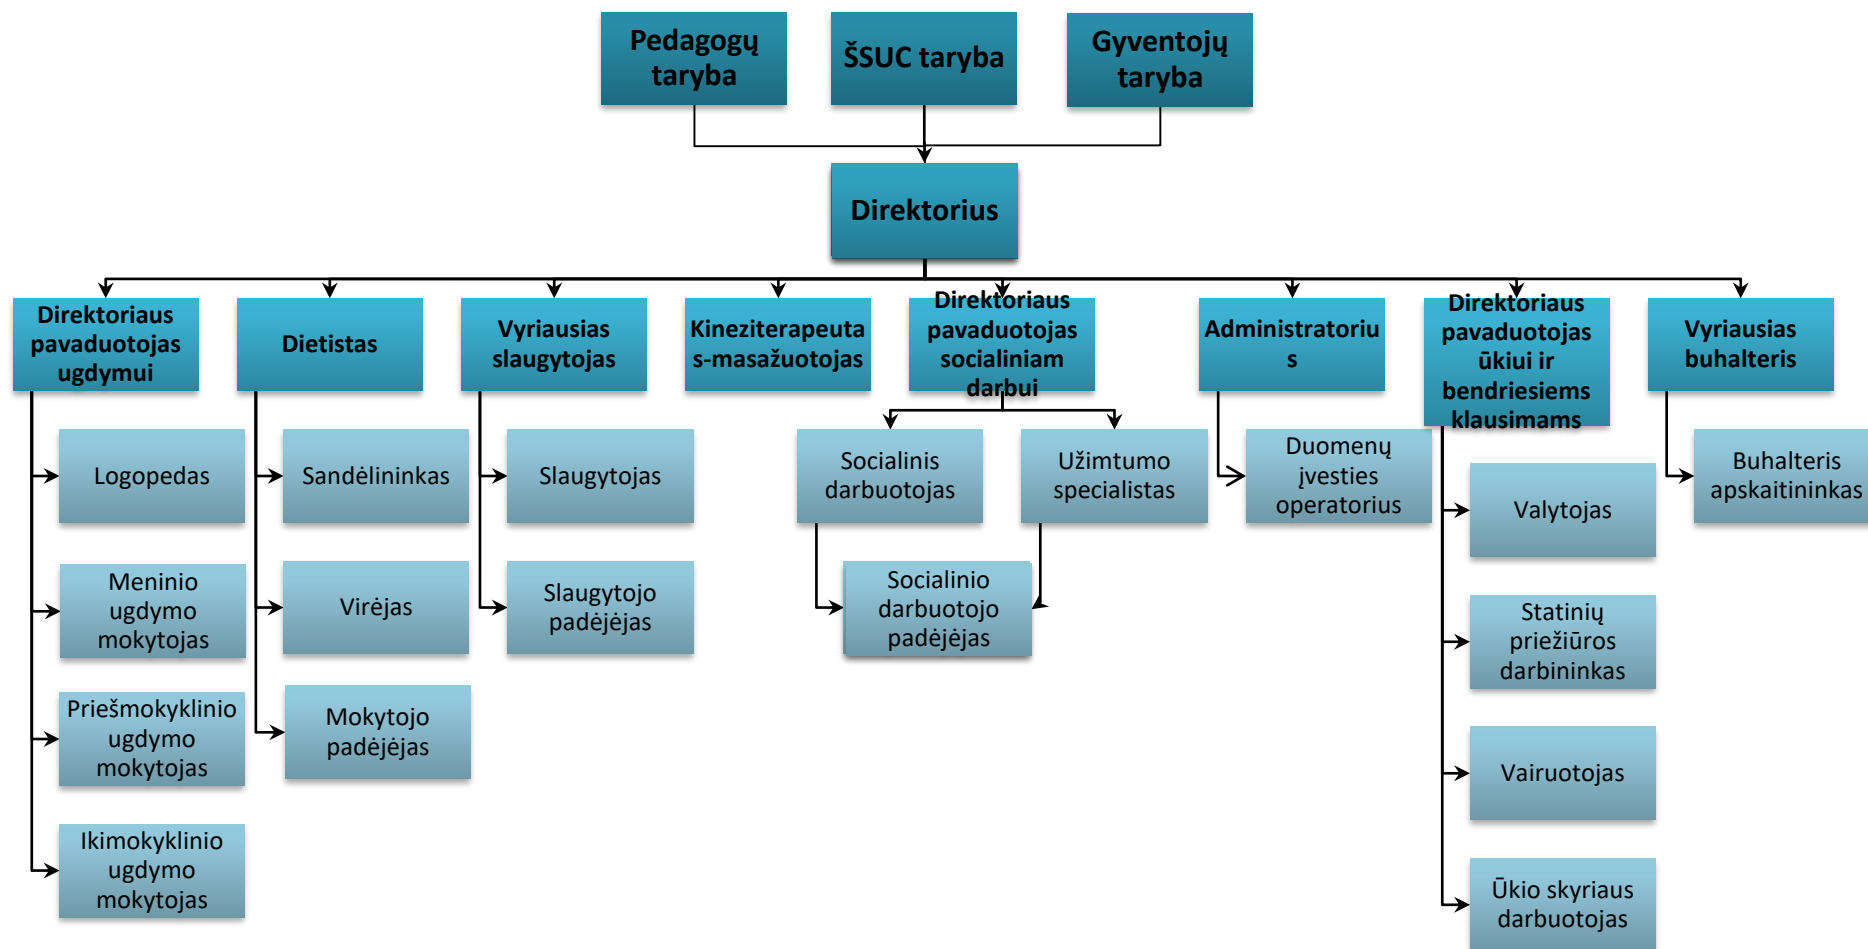 Pedagogų
taryba
ŠSUC taryba
Gyventojų
taryba
Direktorius
Direktoriaus
pavaduotojas
ugdymui
Dietistas
Vyriausias
slaugytojas
Kineziterapeuta
s-masažuotojas
Direktoriaus
pavaduotojas
socialiniam
darbui
Administratoriu
s
Direktoriaus
pavaduotojas
ūkiui ir
bendriesiems
klausimams
Vyriausias
buhalteris
Logopedas
Sandėlininkas
Slaugytojas
Socialinis
darbuotojas
Užimtumo
specialistas
Duomenų
įvesties
operatorius
Valytojas
Buhalteris
apskaitininkas
Meninio
ugdymo
mokytojas
Virėjas
Slaugytojo
padėjėjas
Socialinio
darbuotojo
padėjėjas
Statinių
priežiūros
darbininkas
Priešmokyklinio
ugdymo
mokytojas
Mokytojo
padėjėjas
Vairuotojas
Ikimokyklinio
ugdymo
mokytojas
Ūkio skyriaus
darbuotojas